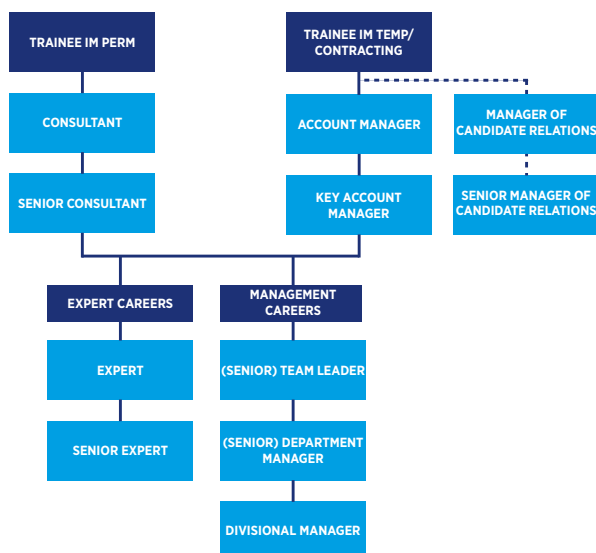 TRAINEE IM PERM
TRAINEE IM TEMP/
CONTRACTING
CONSULTANT
ACCOUNT MANAGER
MANAGER OF
CANDIDATE RELATIONS
SENIOR CONSULTANT
KEY ACCOUNT
MANAGER
SENIOR MANAGER OF
CANDIDATE RELATIONS
EXPERT CAREERS
MANAGEMENT
CAREERS
EXPERT
(SENIOR) TEAM LEADER
SENIOR EXPERT
(SENIOR) DEPARTMENT
MANAGER
DIVISIONAL MANAGER